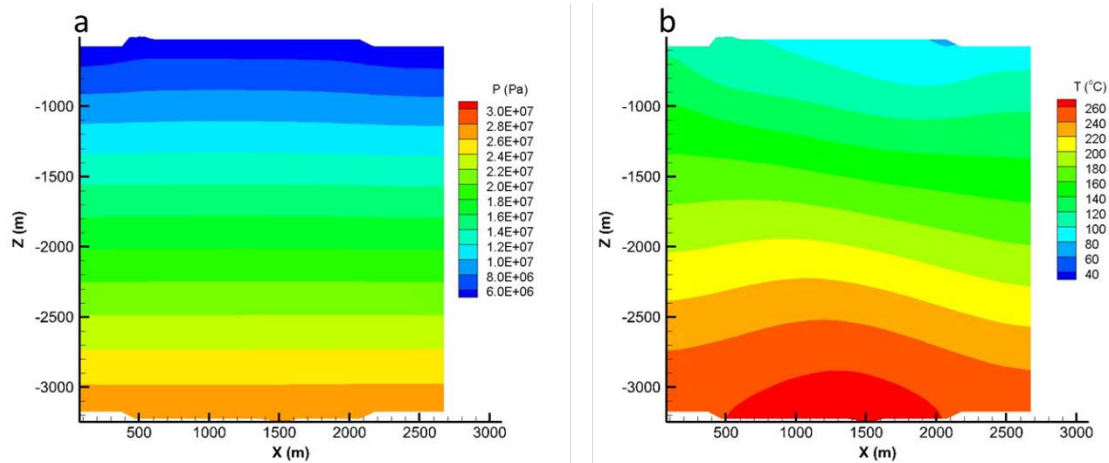 a
P (Pa)
3.0E+07
2.8E+07
2.6E+07
2.4E+07
2.2E+07
2.0E+07
1.8E+07
1.6E+07
1.4E+07
1.2E+07
1.0E+07
8.0E+06
6.0E+06
Z (m)
-1000
-1500
-2000
-2500
-3000
500 1000 1500 2000 2500 3000
X (m)
b
T (°C)
260
240
220
200
180
160
140
120
100
80
60
40
Z (m)
-1000
-1500
-2000
-2500
-3000
500 1000 1500 2000 2500 3000
X (m)